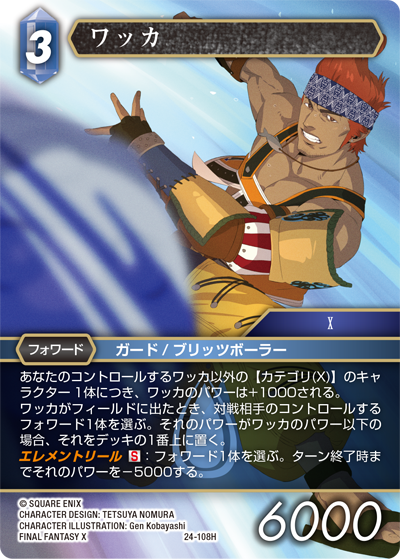 3
ワッカ
X
フォワード
ガード / ブリッツボーラー
あなたのコントロールするワッカ以外の【カテゴリ(X)】のキャ
ラクター 1体につき、ワッカのパワーは+1000される。
ワッカがフィールドに出たとき、対戦相手のコントロールする
フォワード1体を選ぶ。それのパワーがワッカのパワー以下の
場合、それをデッキの1番上に置く。
エレメントリール S:フォワード1体を選ぶ。ターン終了時ま
でそれのパワーを-5000する。
© SQUARE ENIX
CHARACTER DESIGN: TETSUYA NOMURA
CHARACTER ILLUSTRATION: Gen Kobayashi
FINAL FANTASY X
24-108H
6000